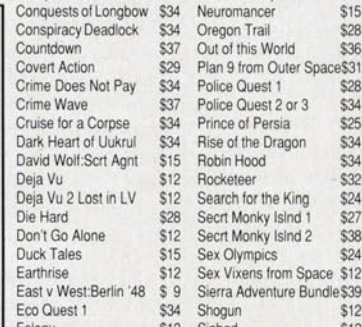 Conquests of Longbow $34
Conspiracy Deadlock $34
Countdown $37
Covert Action $29
Crime Does Not Pay $34
Crime Wave $37
Cruise for a Corpse $34
Dark Heart of Uukrul $34
David Wolf:Scrt Agnt $15
Deja Vu $12
Deja Vu 2 Lost in LV $12
Die Hard $28
Don't Go Alone $12
Duck Tales $15
Earthrise $12
East v West:Berlin '48 $ 9
Eco Quest 1 $34
Neuromancer $15
Oregon Trail $28
Out of this World $36
Plan 9 from Outer Space$31
Police Quest 1 $28
Police Quest 2 or 3 $34
Prince of Persia $25
Rise of the Dragon $34
Robin Hood $34
Rocketeer $32
Search for the King $24
Secrt Monky Islnd 1 $27
Secrt Monky Islnd 2 $38
Sex Olympics $24
Sex Vixens from Space $12
Sierra Adventure Bundle$39
Shogun $12